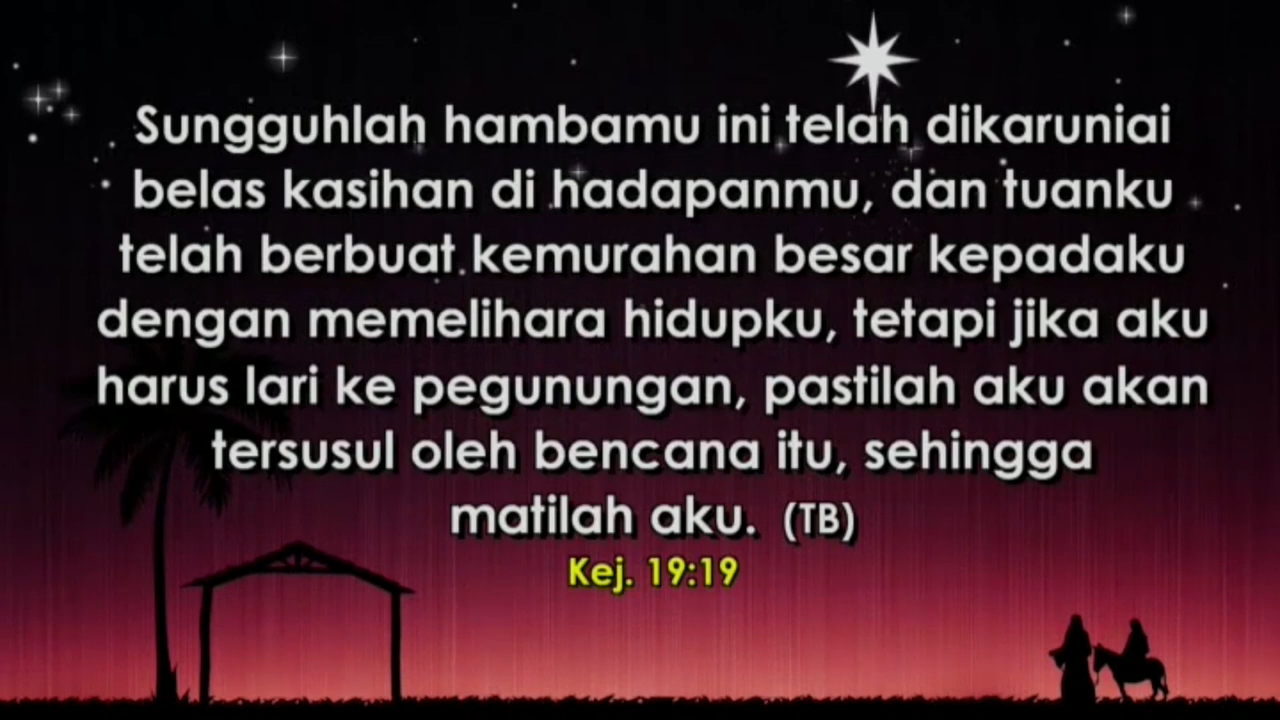 Sungguhlah hambamu ini telah dikaruniai
belas kasihan di hadapanmu, dan tuanku
telah berbuat kemurahan besar kepadaku
dengan memelihara hidupku, tetapi jika aku
harus lari ke pegunungan, pastilah aku akan
tersusul oleh bencana itu, sehingga
matilah aku. (TB)
Kej. 19:19